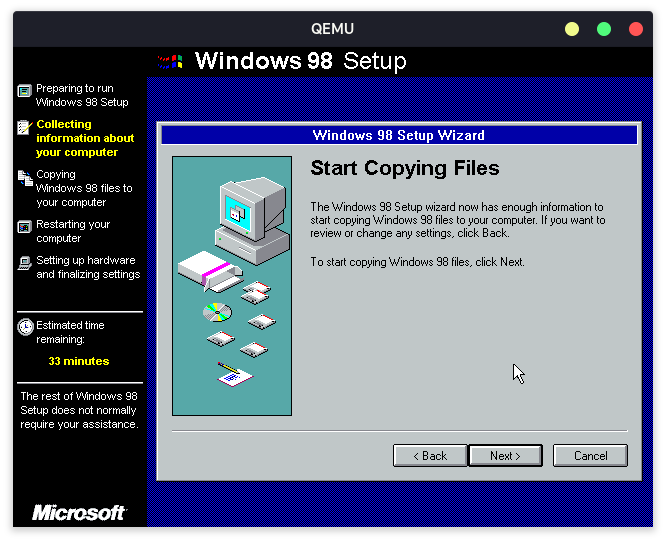 QEMU
Windows 98 Setup
Preparing to run
Windows 98 Setup
Collecting
information about
your computer
Copying
Windows 98 files to
your computer
Restarting your
computer
Setting up hardware
and finalizing settings
Estimated time
remaining:
33 minutes
The rest of Windows 98
Setup does not normally
require your assistance.
Microsoft
Windows 98 Setup Wizard
Start Copying Files
The Windows 98 Setup wizard now has enough information to
start copying Windows 98 files to your computer. If you want to
review or change any settings, click Back.
To start copying Windows 98 files, click Next.
< Back
Next >
Cancel